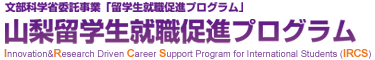 文部科学省委託事業「留学生就職促進プログラム」
山梨留学生就職促進プログラム
Innovation&Research Driven Career Support Program for International Students (IRCS)